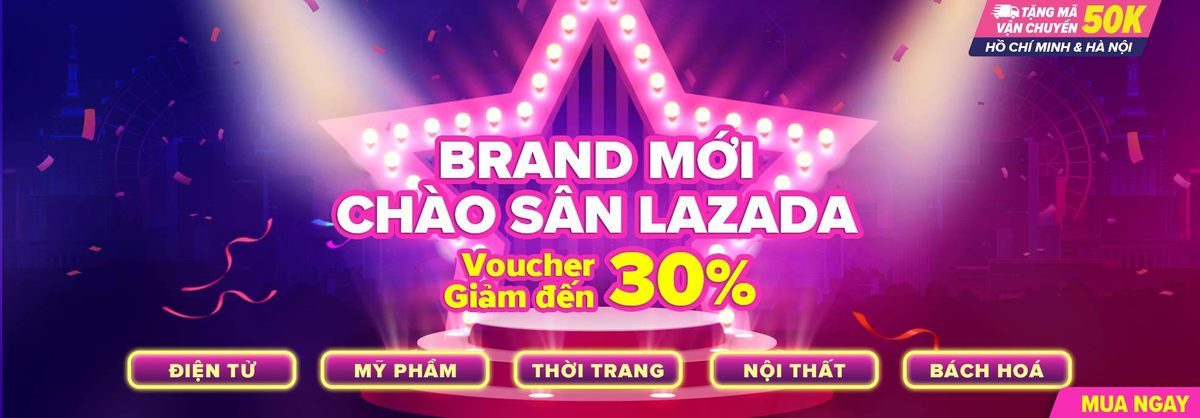 TẶNG MÃ
VẬN CHUYỂN 50K
HỒ CHÍ MINH & HÀ NỘI
BRAND MỚI
CHÀO SÂN LAZADA
Voucher
Giảm đến 30%
ĐIỆN TỬ
MỸ PHẨM
THỜI TRANG
NỘI THẤT
BÁCH HOÁ
MUA NGAY